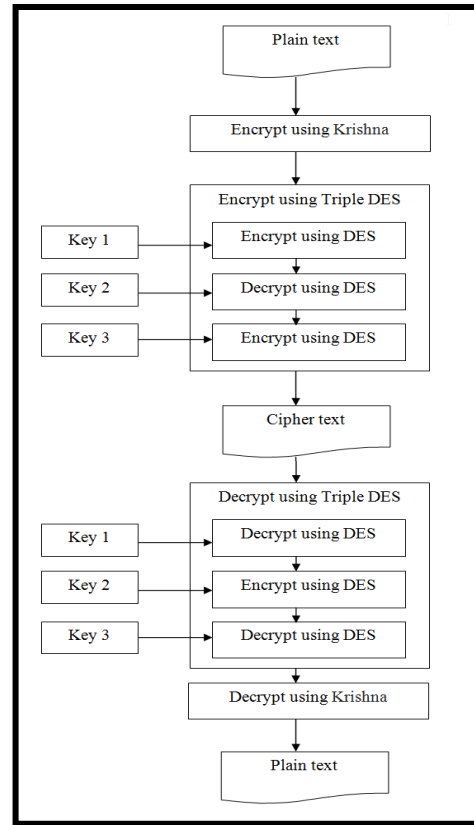 Plain text
Encrypt using Krishna
Encrypt using Triple DES
Key 1
Encrypt using DES
Key 2
Decrypt using DES
Key 3
Encrypt using DES
Cipher text
Decrypt using Triple DES
Key 1
Decrypt using DES
Key 2
Encrypt using DES
Key 3
Decrypt using DES
Decrypt using Krishna
Plain text